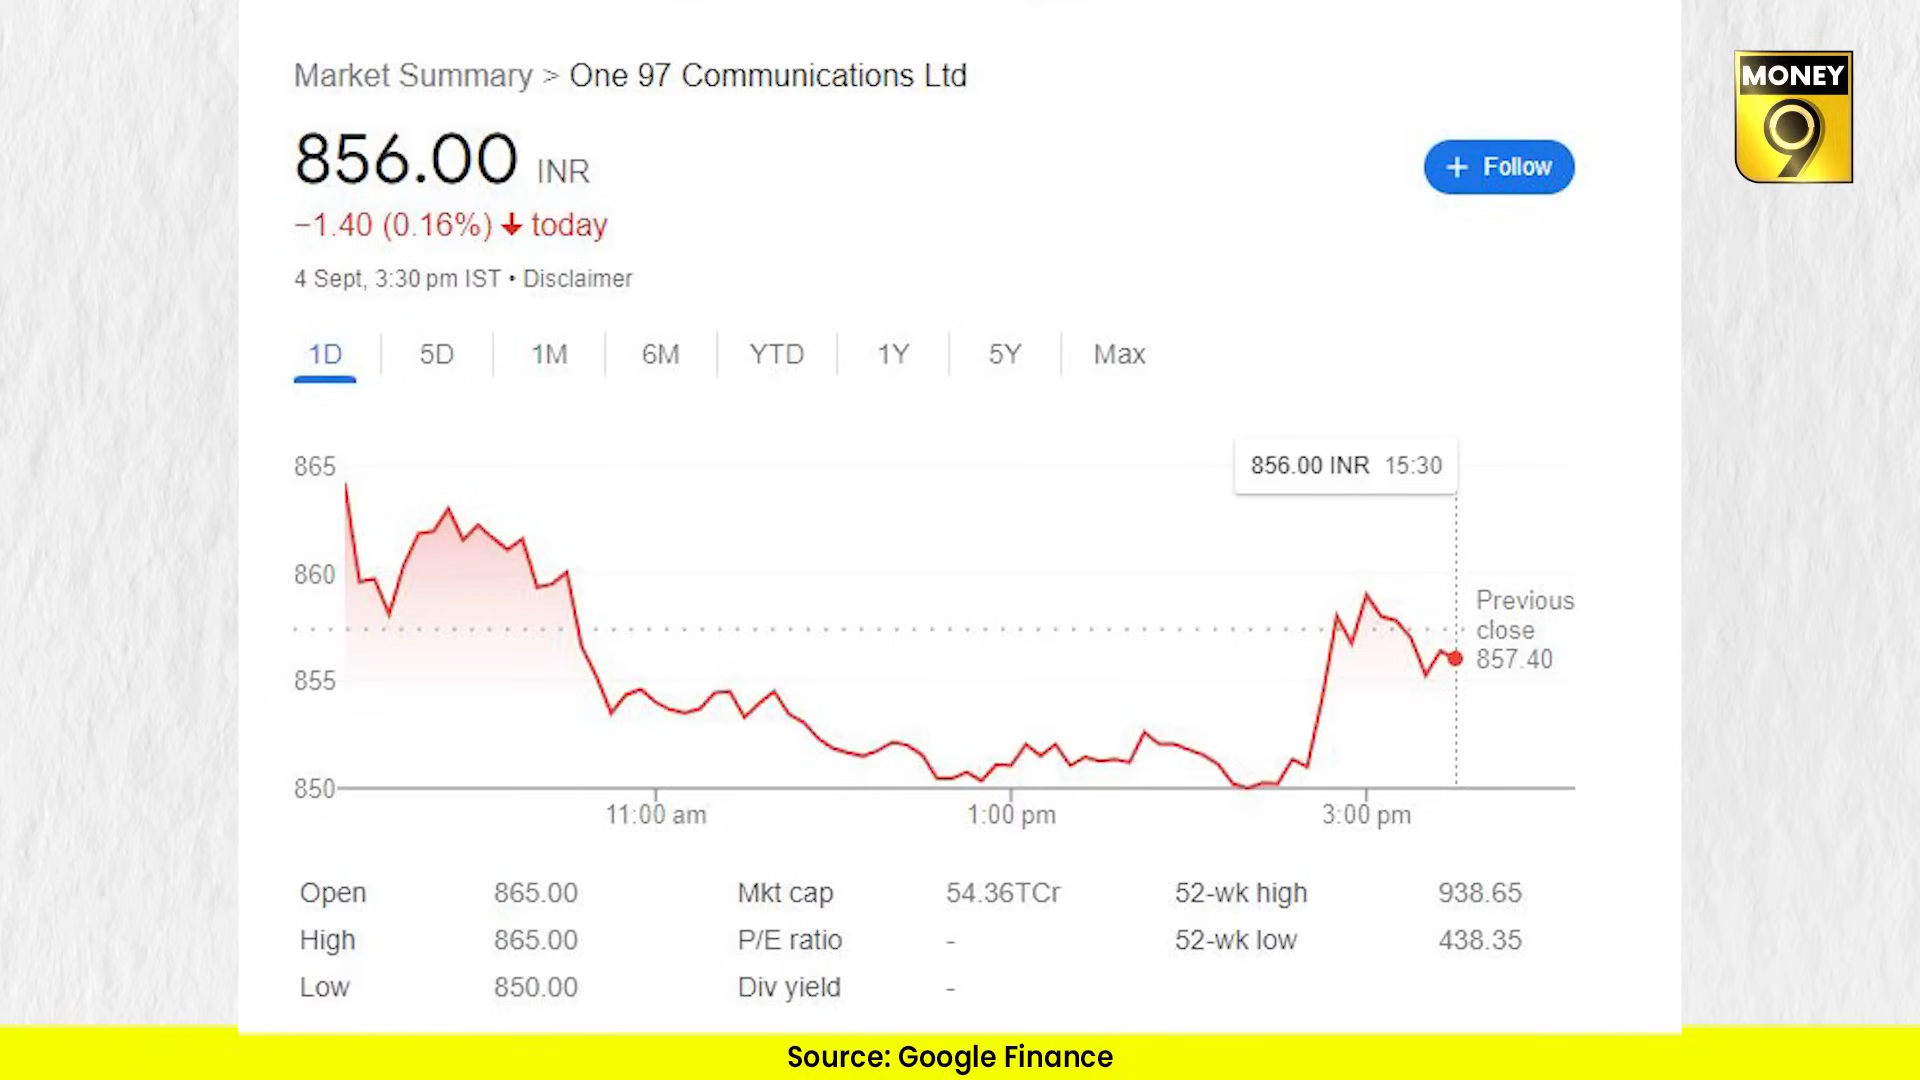 Market Summary > One 97 Communications Ltd
MONEY
9
856.00 INR
+ Follow
−1.40 (0.16%) ↓ today
4 Sept, 3:30 pm IST • Disclaimer
1D 5D 1M 6M YTD 1Y 5Y Max
865
856.00 INR 15:30
860
Previous
close
857.40
855
850
11:00 am 1:00 pm 3:00 pm
Open 865.00 Mkt cap 54.36TCr 52-wk high 938.65
High 865.00 P/E ratio - 52-wk low 438.35
Low 850.00 Div yield -
Source: Google Finance